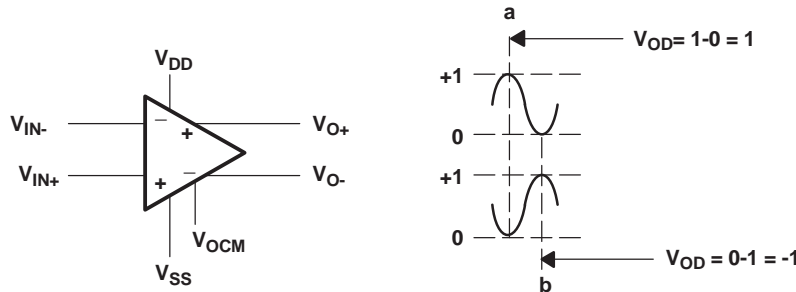 V_DD
V_IN-
V_IN+
−
+
+
−
V_O+
V_O-
V_OCM
V_SS
a
V_OD= 1-0 = 1
+1
0
+1
0
V_OD = 0-1 = -1
b